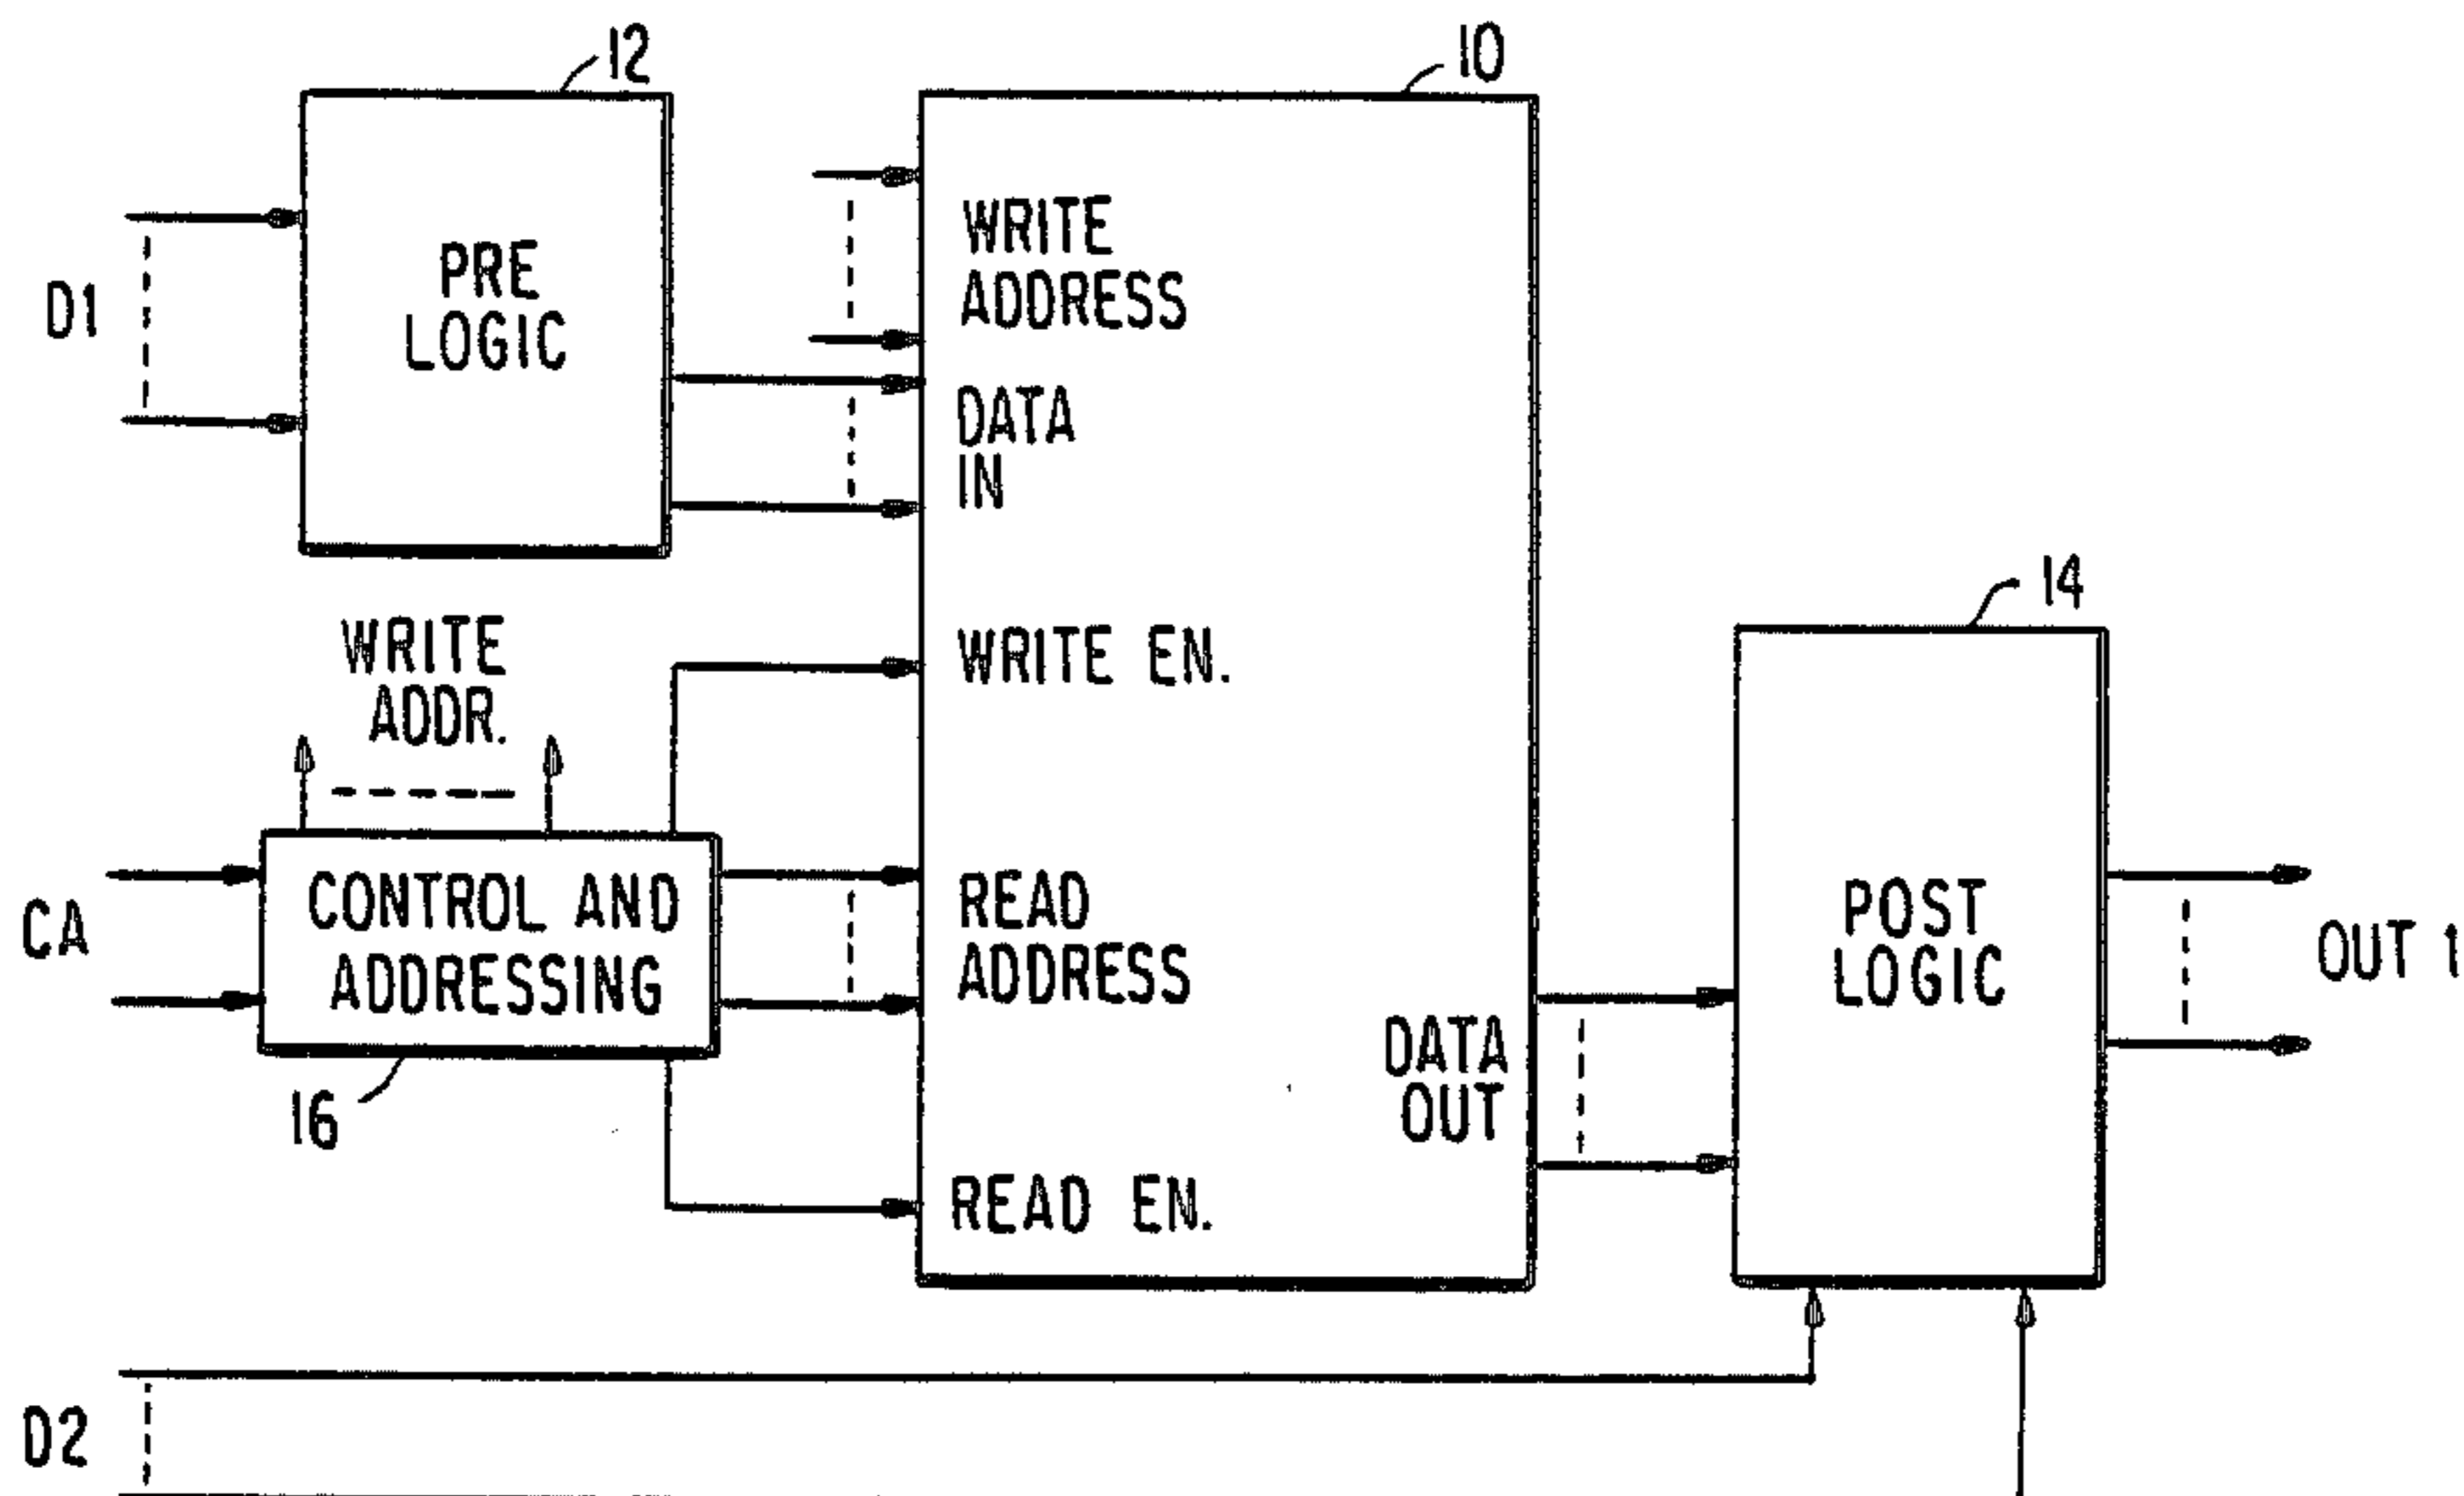 12
10
D1
PRE
LOGIC
WRITE
ADDRESS
DATA
IN
14
WRITE
ADDR.
WRITE EN.
CA
CONTROL AND
ADDRESSING
READ
ADDRESS
POST
LOGIC
OUT 1
DATA
OUT
16
READ EN.
D2